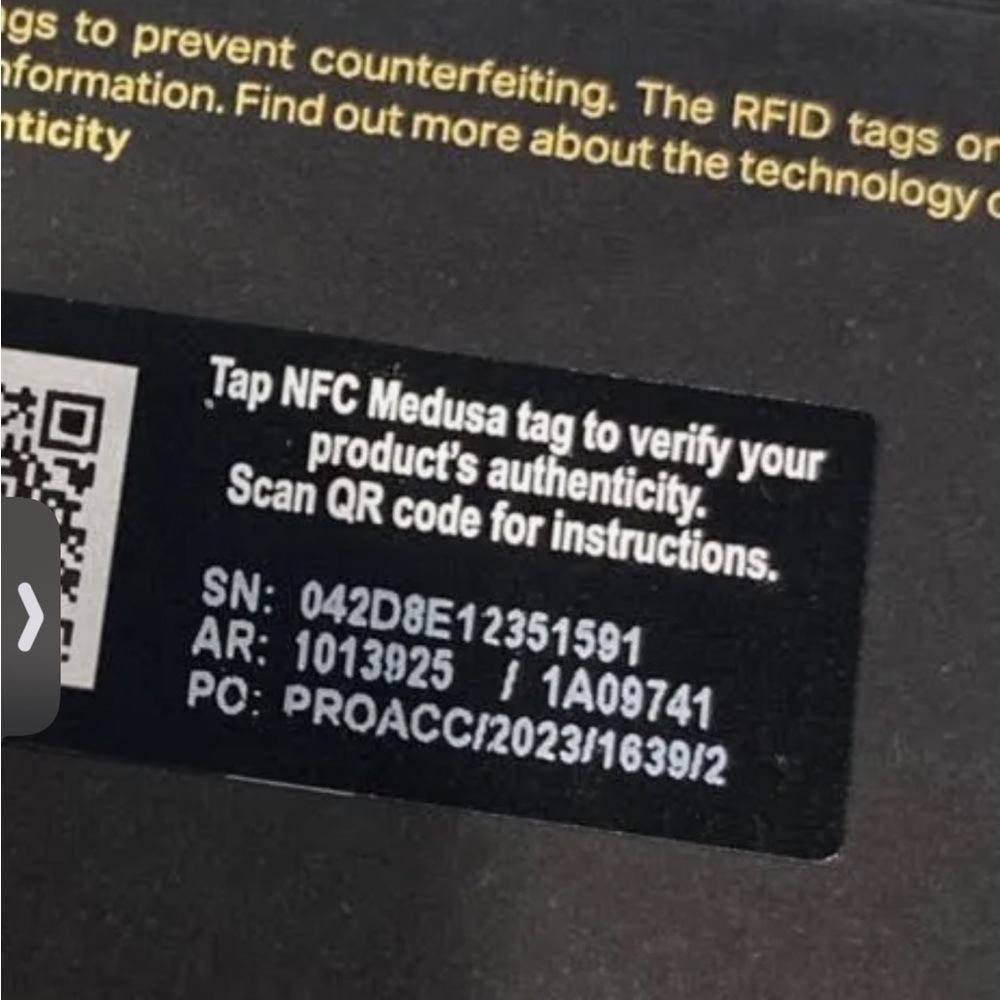 gs to prevent counterfeiting. The RFID tags or
nformation. Find out more about the technology
nticity
Tap NFC Medusa tag to verify your
product's authenticity.
Scan QR code for instructions.
SN: 042D8E12351591
AR: 1013925 / 1A09741
PO: PROACC/2023/1639/2